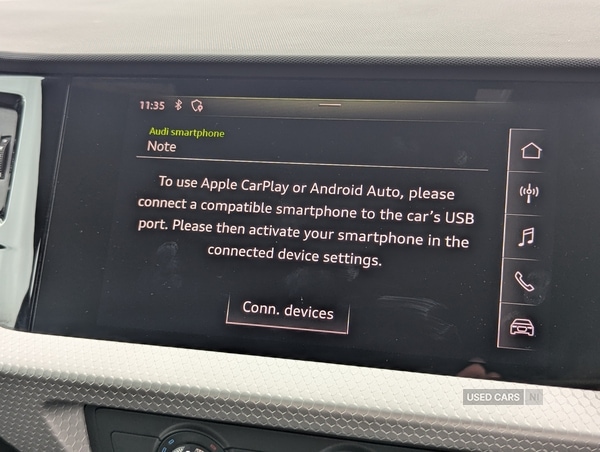 11:35
Audi smartphone
Note
To use Apple CarPlay or Android Auto, please
connect a compatible smartphone to the car's USB
port. Please then activate your smartphone in the
connected device settings.
Conn. devices
USED CARS NI